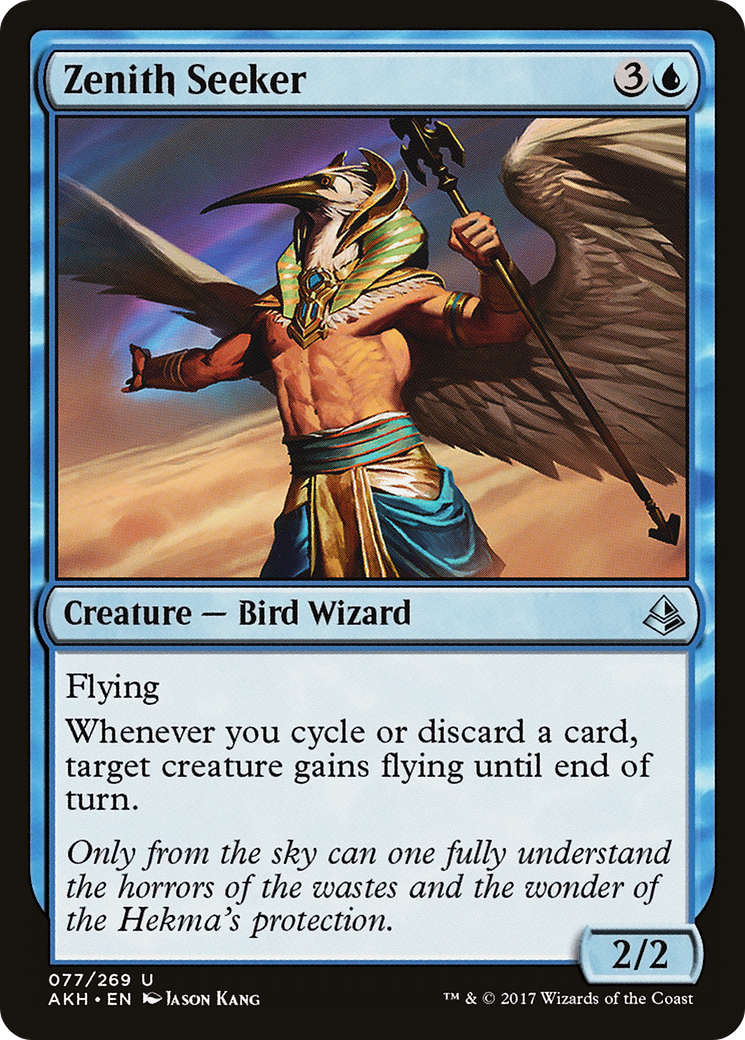 Zenith Seeker 3
Creature — Bird Wizard
Flying
Whenever you cycle or discard a card,
target creature gains flying until end of
turn.
Only from the sky can one fully understand
the horrors of the wastes and the wonder of
the Hekma's protection.
2/2
077/269 U
AKH • EN Jason Kang
™ & © 2017 Wizards of the Coast